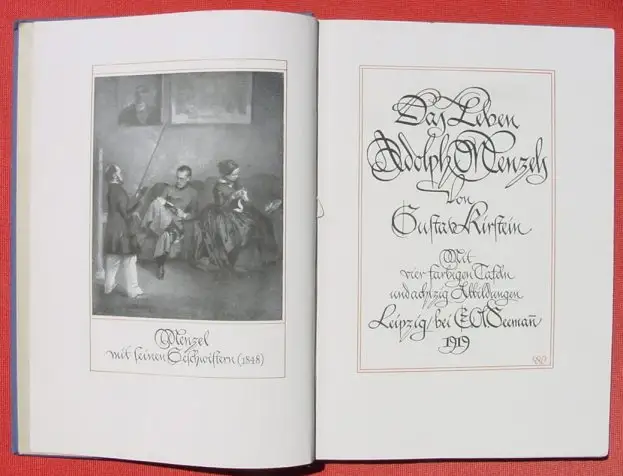 Menzel
mit seinen Geschwistern (1848)
Das Leben
Adolph Menzels
Von
Gustav Kirstein
Mit
vier farbigen Tafeln
und achtzig Abbildungen
Leipzig / bei E A Seemañ
1919